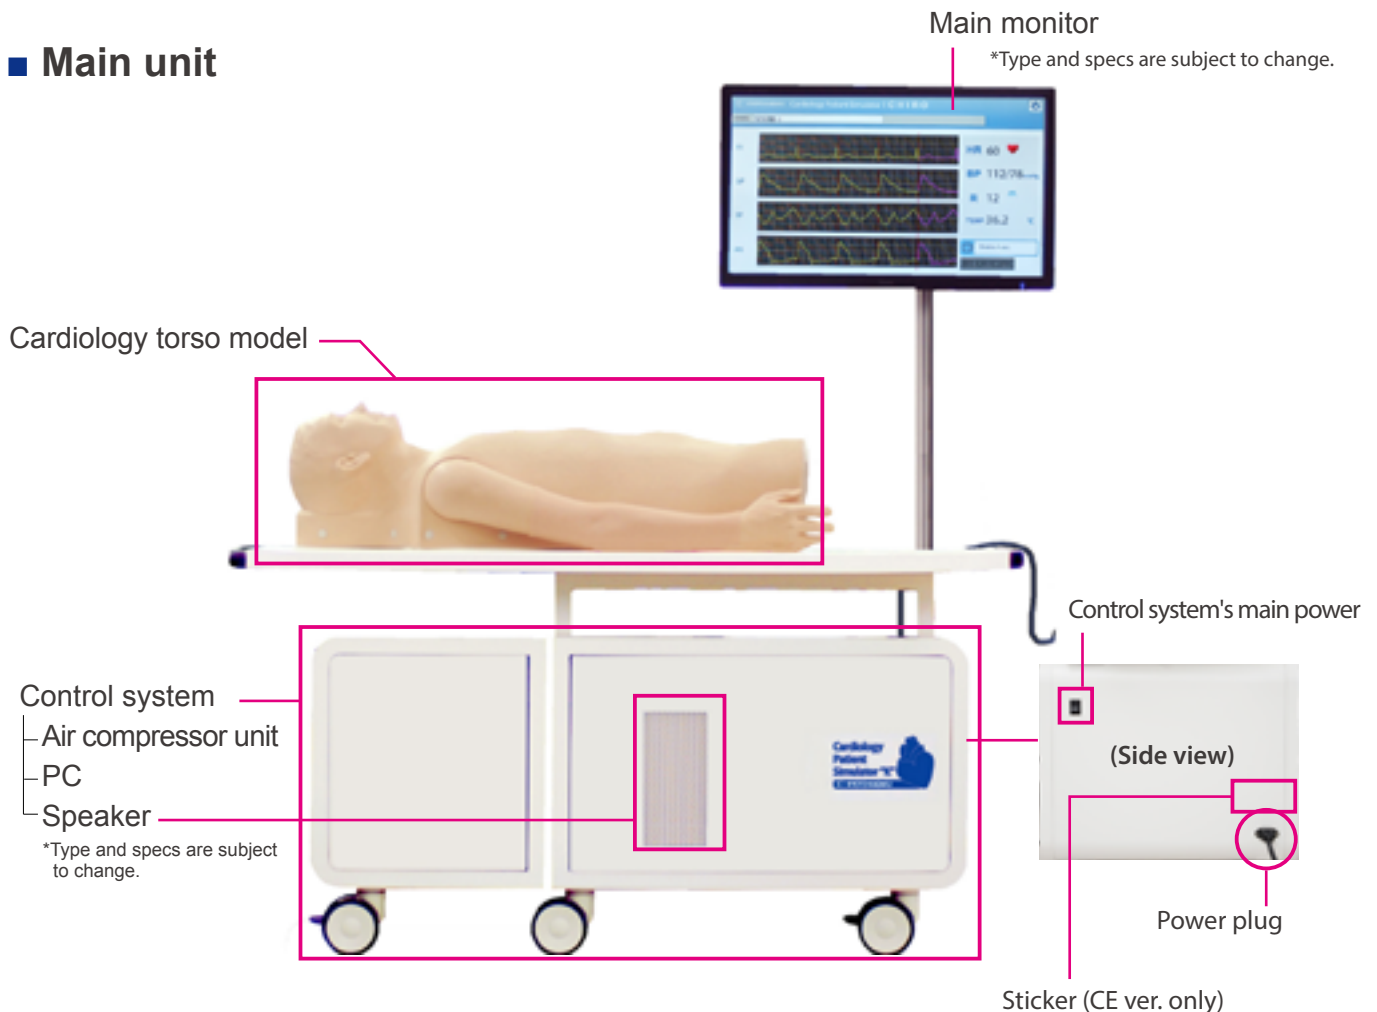 Main unit
Main monitor
*Type and specs are subject to change.
HR 60
BP 112/76
R 12
36.2
Cardiology torso model
Control system's main power
Control system
Air compressor unit
PC
Speaker
*Type and specs are subject
to change.
Cardiology
Patient
Simulator "K"
(Side view)
Power plug
Sticker (CE ver. only)